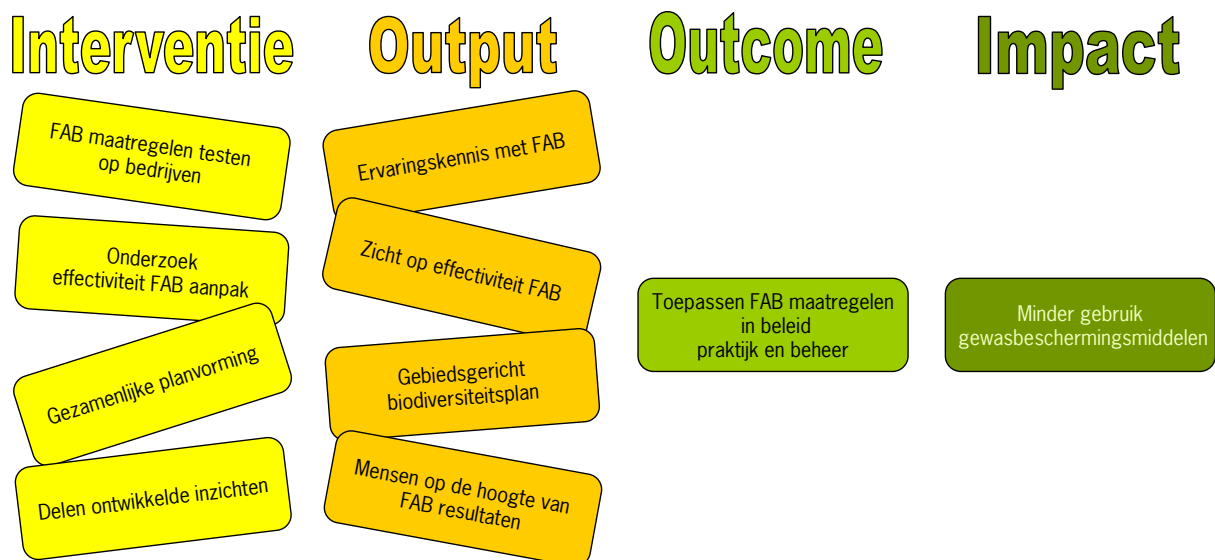 Interventie
Output
Outcome
Impact
FAB maatregelen testen
op bedrijven
Onderzoek
effectiviteit FAB aanpak
Gezamenlijke planvorming
Delen ontwikkelde inzichten
Ervaringskennis met FAB
Zicht op effectiviteit FAB
Gebiedsgericht
biodiversiteitsplan
Mensen op de hoogte van
FAB resultaten
Toepassen FAB maatregelen
in beleid
praktijk en beheer
Minder gebruik
gewasbeschermingsmiddelen